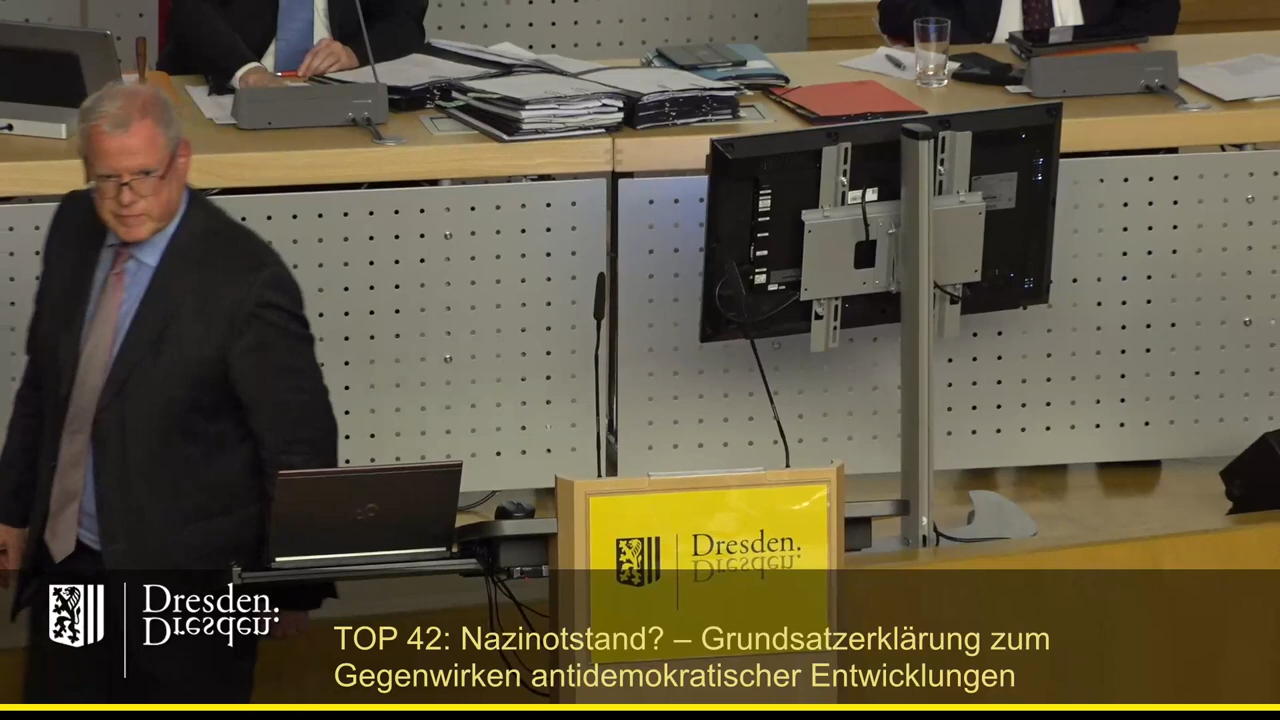 Dresden.
Dresden.
Dresden.
Dresden.
TOP 42: Nazinotstand? – Grundsatzerklärung zum
Gegenwirken antidemokratischer Entwicklungen